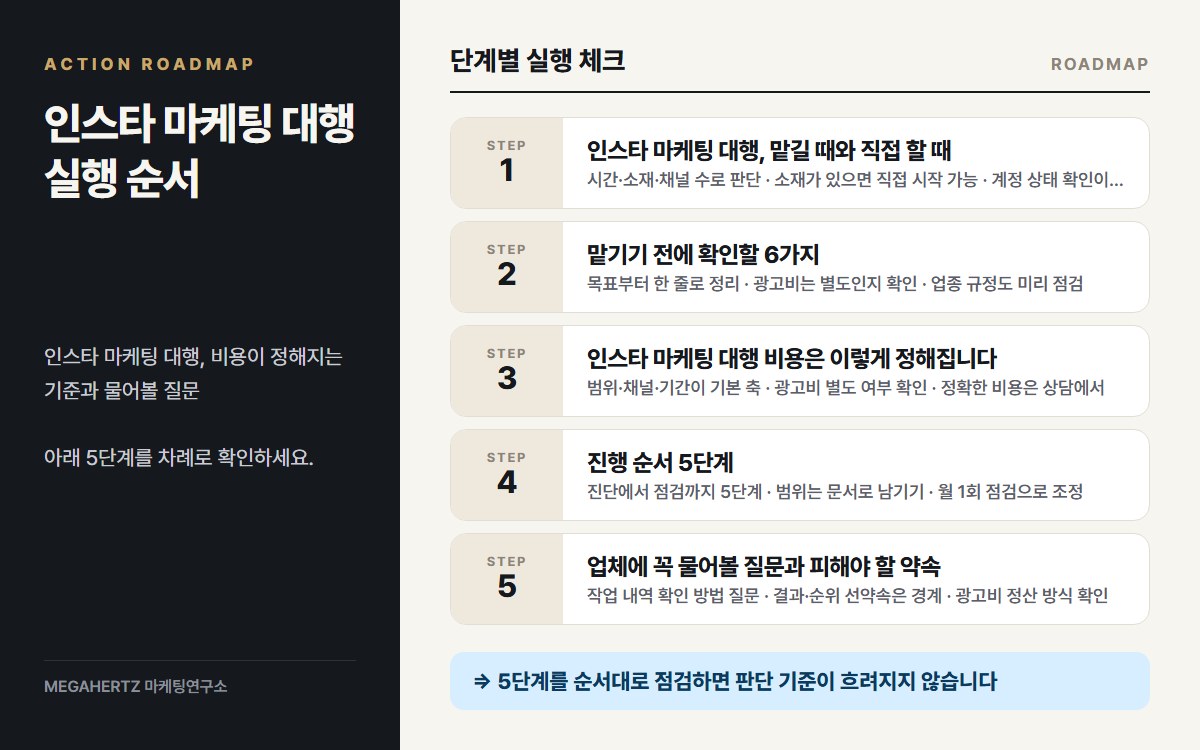 ACTION ROADMAP
인스타 마케팅 대행
실행 순서
인스타 마케팅 대행, 비용이 정해지는
기준과 물어볼 질문
아래 5단계를 차례로 확인하세요.
MEGAHERTZ 마케팅연구소
단계별 실행 체크
ROADMAP
STEP
1
인스타 마케팅 대행, 맡길 때와 직접 할 때
시간·소재·채널 수로 판단 · 소재가 있으면 직접 시작 가능 · 계정 상태 확인이…
STEP
2
맡기기 전에 확인할 6가지
목표부터 한 줄로 정리 · 광고비는 별도인지 확인 · 업종 규정도 미리 점검
STEP
3
인스타 마케팅 대행 비용은 이렇게 정해집니다
범위·채널·기간이 기본 축 · 광고비 별도 여부 확인 · 정확한 비용은 상담에서
STEP
4
진행 순서 5단계
진단에서 점검까지 5단계 · 범위는 문서로 남기기 · 월 1회 점검으로 조정
STEP
5
업체에 꼭 물어볼 질문과 피해야 할 약속
작업 내역 확인 방법 질문 · 결과·순위 선약속은 경계 · 광고비 정산 방식 확인
→ 5단계를 순서대로 점검하면 판단 기준이 흐려지지 않습니다